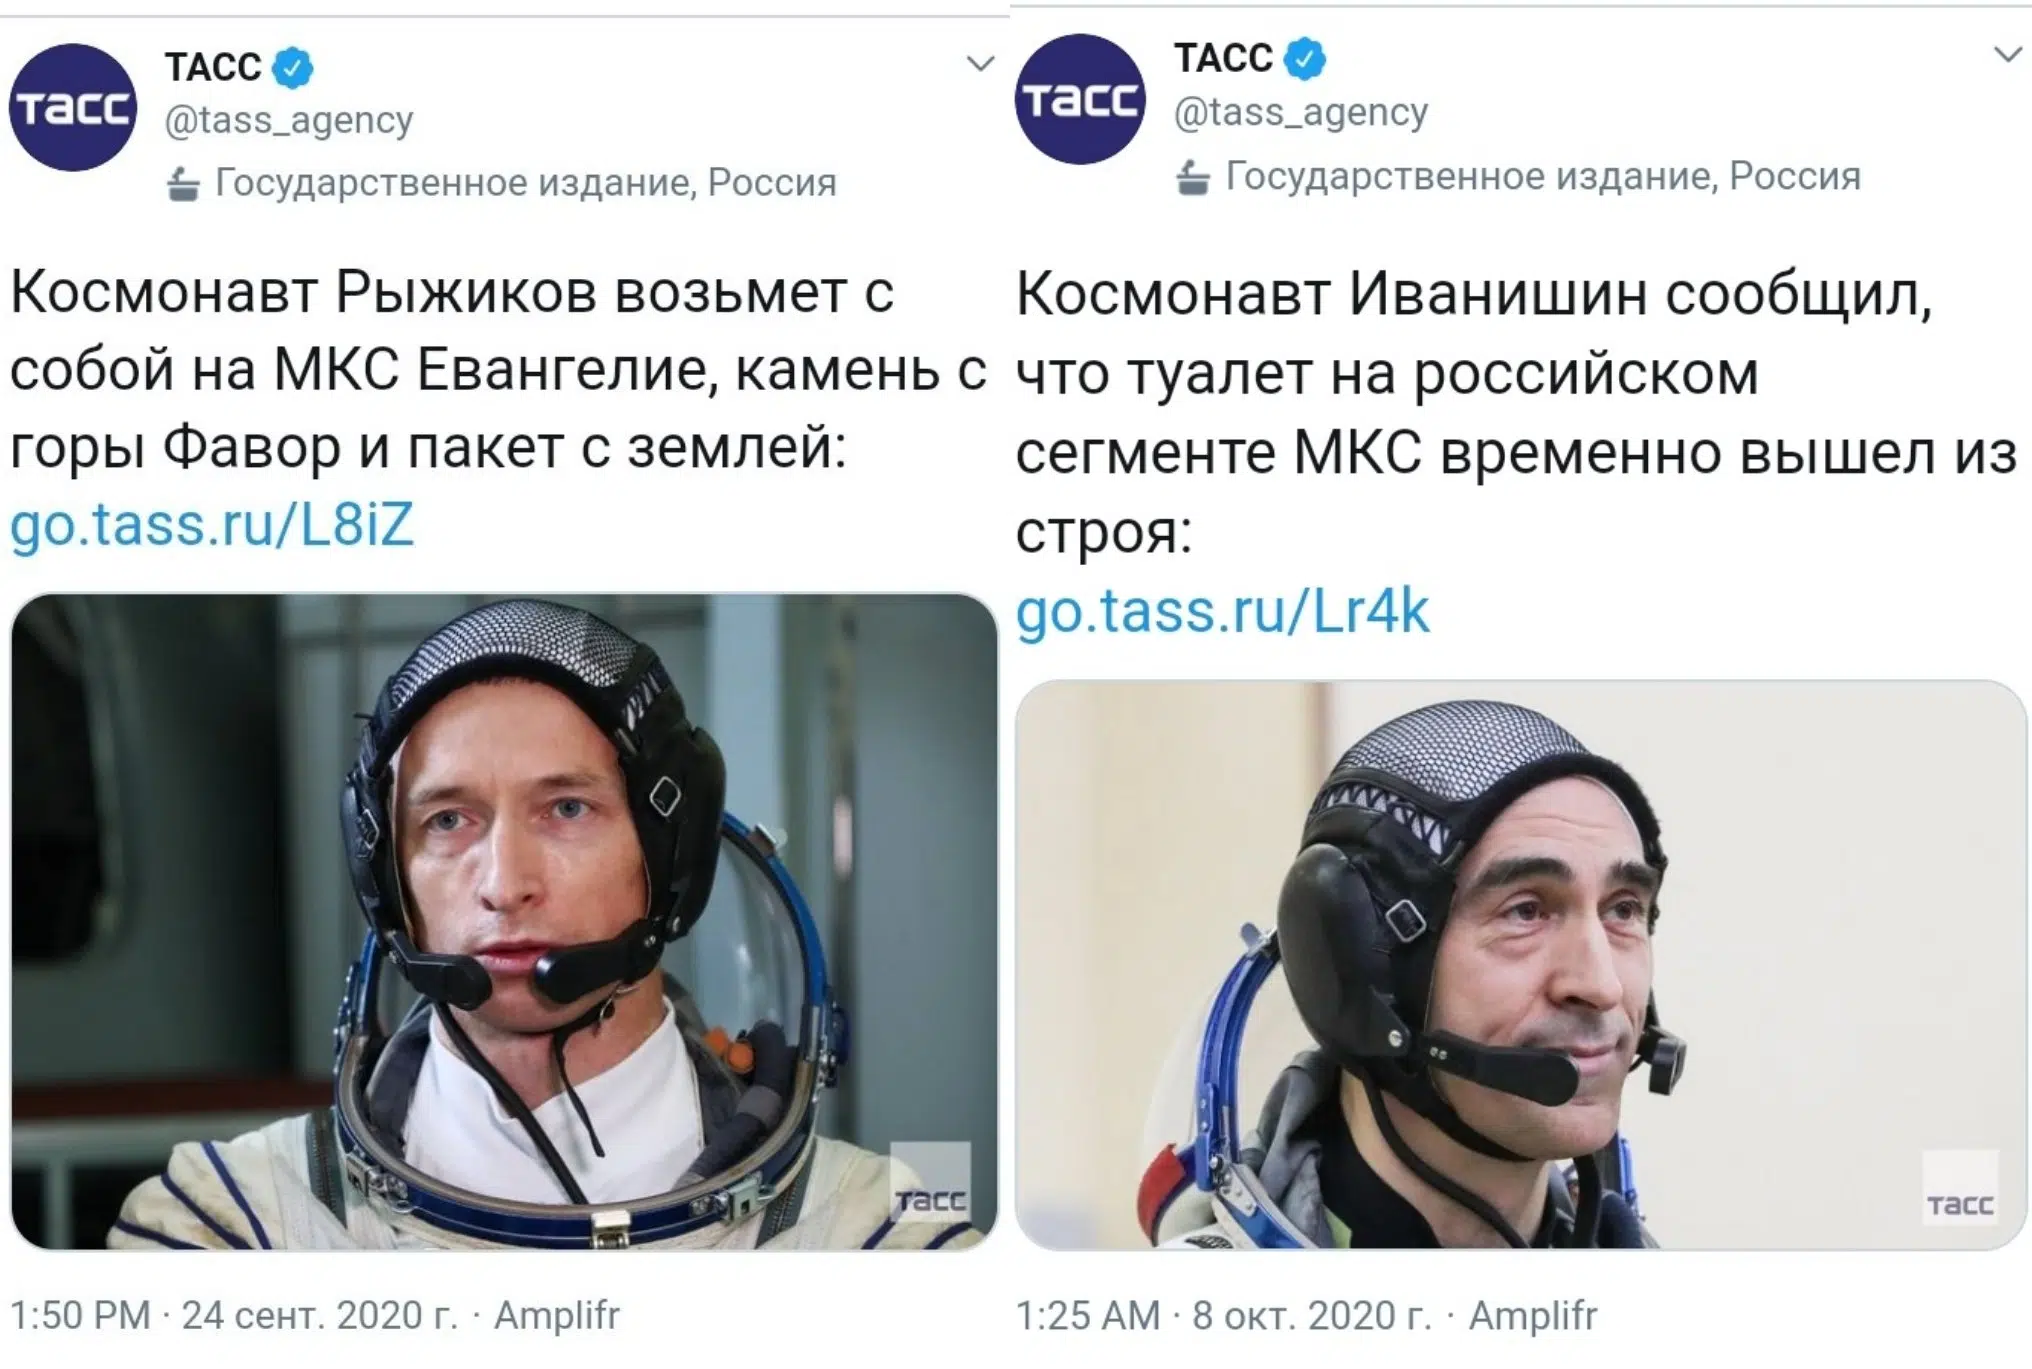 ТАСС
@tass_agency
Государственное издание, Россия
Космонавт Рыжиков возьмет с
собой на МКС Евангелие, камень с
горы Фавор и пакет с землей:
go.tass.ru/L8iZ
тасс
1:50 PM · 24 сент. 2020 г. · Amplifr
тасс
ТАСС
@tass_agency
Государственное издание, Россия
Космонавт Иванишин сообщил,
что туалет на российском
сегменте МКС временно вышел из
строя:
go.tass.ru/Lr4k
тасс
1:25 AM · 8 окт. 2020 г. · Amplifr
тасс